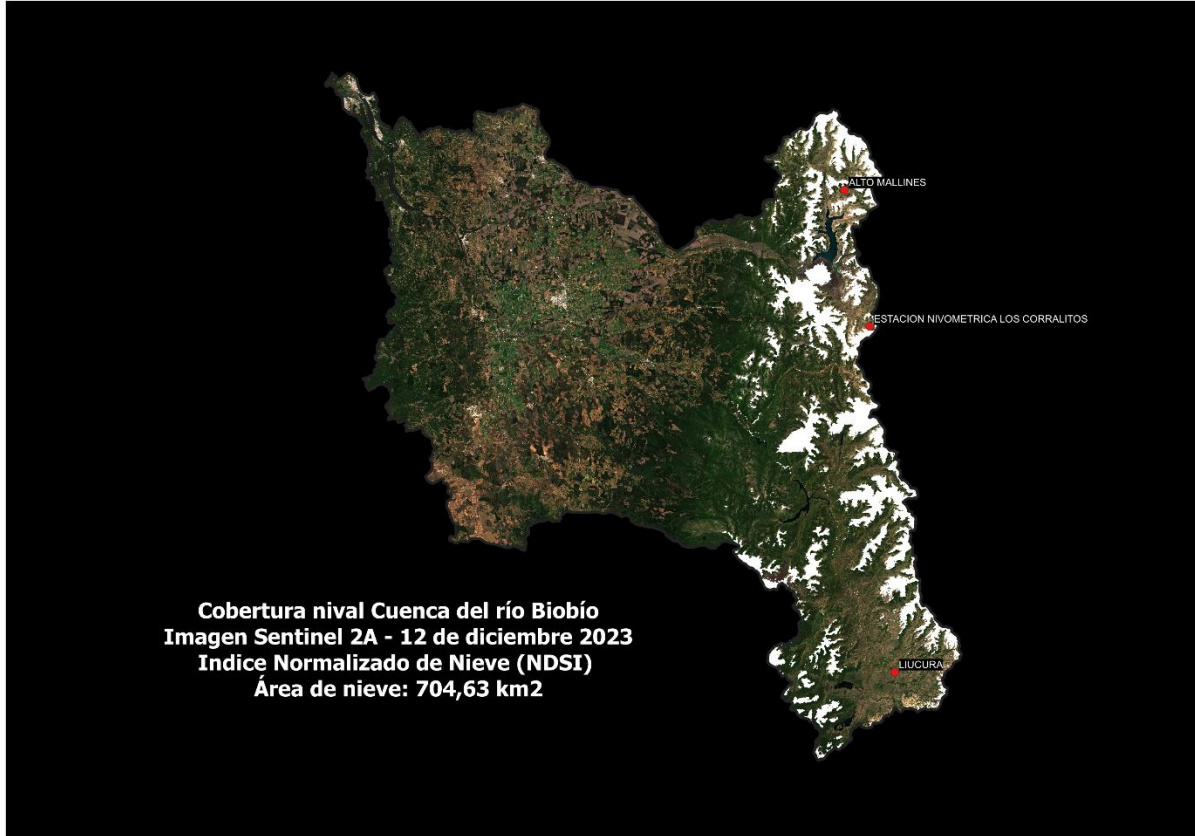 ALTO MALLINES
ESTACION NIVOMETRICA LOS CORRALITOS
Cobertura nival Cuenca del río Biobío
Imagen Sentinel 2A - 12 de diciembre 2023
Indice Normalizado de Nieve (NDSI)
Área de nieve: 704,63 km2
LIUCURA